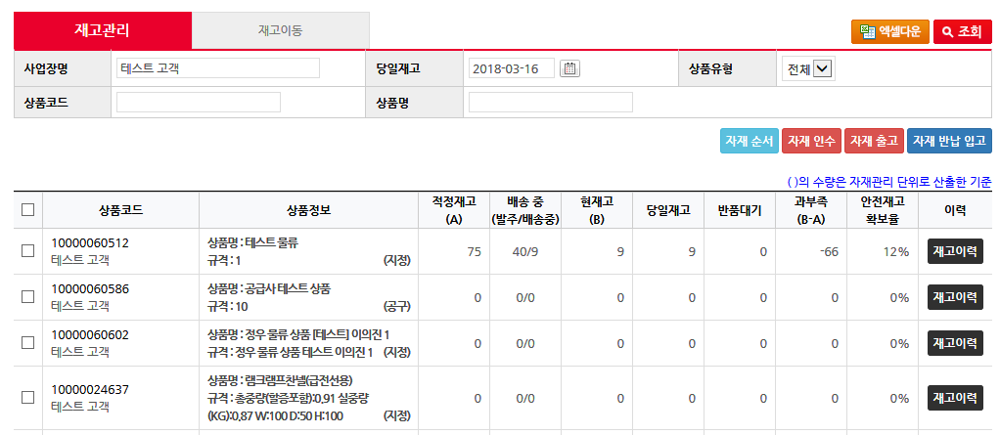 재고관리 재고이동
엑셀다운 조회
사업장명 테스트 고객 당일재고 2018-03-16 상품유형 전체
상품코드 상품명
자재 순서 자재 인수 자재 출고 자재 반납 입고
( )의 수량은 자재관리 단위로 산출한 기준
상품코드 상품정보 적정재고 (A) 배송 중 (발주/배송중) 현재고 (B) 당일재고 반품대기 과부족 (B-A) 안전재고 확보율 이력
10000060512 상품명 : 테스트 물류 75 40/9 9 9 0 -66 12% 재고이력
테스트 고객 규격 : 1 (지정)
10000060586 상품명 : 공급사 테스트 상품 0 0/0 0 0 0 0 0% 재고이력
테스트 고객 규격 : 10 (공구)
10000060602 상품명 : 정우 물류 상품 [테스트] 이의진 1 0 0/0 0 0 0 0 0% 재고이력
테스트 고객 규격 : 정우 물류 상품 테스트 이의진 1 (지정)
10000024637 상품명 : 램크램프찬넬(급전선용) 0 0/0 0 0 0 0 0% 재고이력
테스트 고객 규격 : 총중량(할증포함):0.91 실중량
(KG):0.87 W:100 D:50 H:100 (지정)